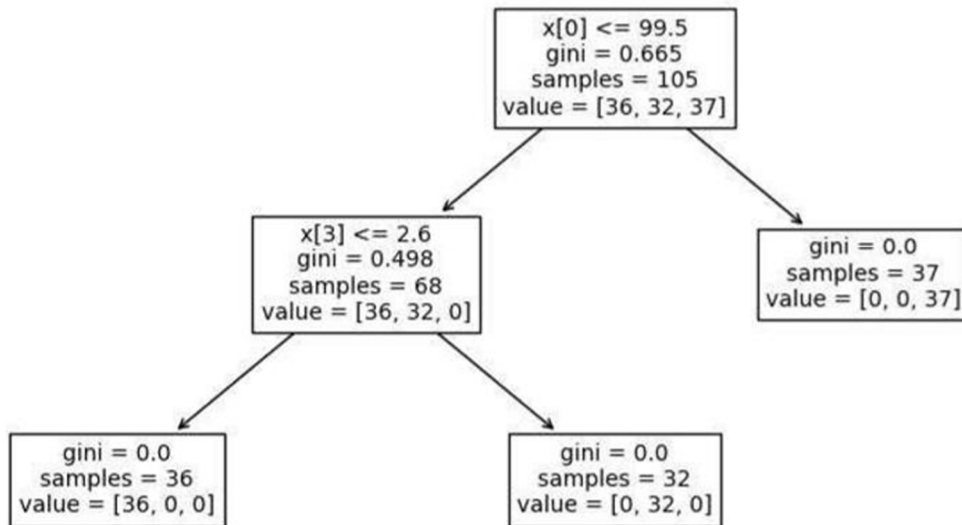 x[0] <= 99.5
gini = 0.665
samples = 105
value = [36, 32, 37]
x[3] <= 2.6
gini = 0.498
samples = 68
value = [36, 32, 0]
gini = 0.0
samples = 37
value = [0, 0, 37]
gini = 0.0
samples = 36
value = [36, 0, 0]
gini = 0.0
samples = 32
value = [0, 32, 0]